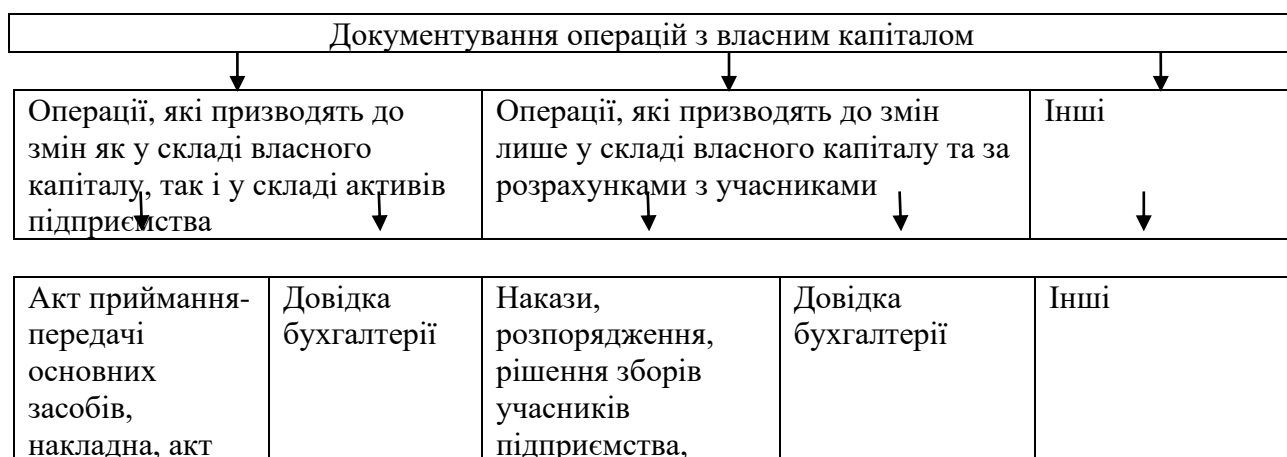 Документування операцій з власним капіталом
Операції, які призводять до
змін як у складі власного
капіталу, так і у складі активів
підприємства
Операції, які призводять до змін
лише у складі власного капіталу та за
розрахунками з учасниками
Інші
Акт приймання-
передачі
основних
засобів,
накладна, акт
Довідка
бухгалтерії
Накази,
розпорядження,
рішення зборів
учасників
підприємства,
Довідка
бухгалтерії
Інші